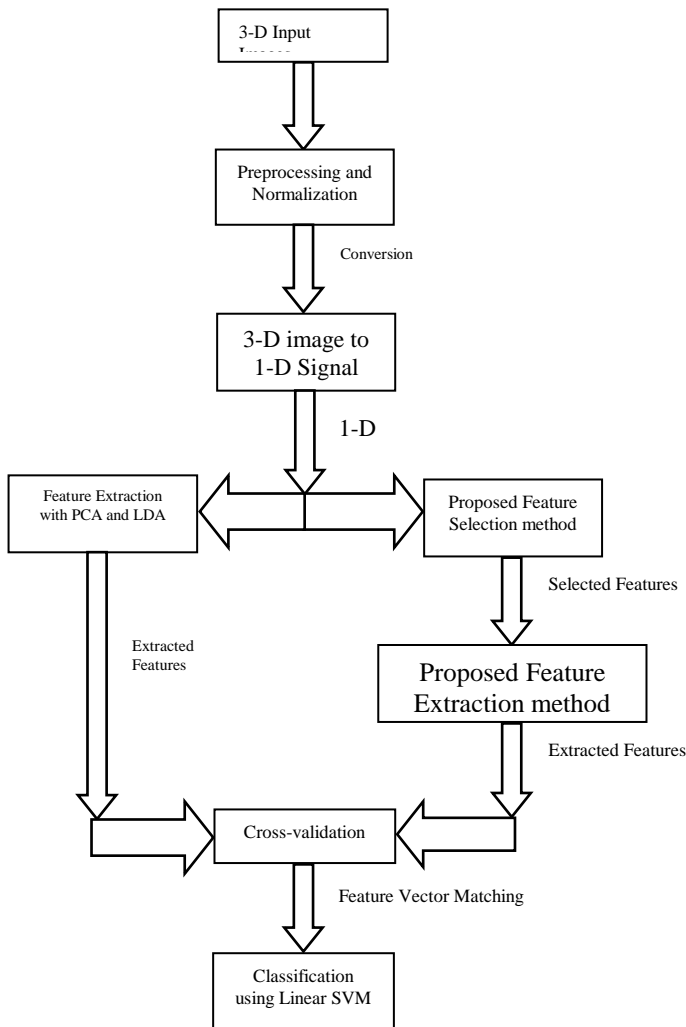 3-D Input
Preprocessing and
Normalization
Conversion
3-D image to
1-D Signal
1-D
Feature Extraction
with PCA and LDA
Proposed Feature
Selection method
Selected Features
Extracted
Features
Proposed Feature
Extraction method
Extracted Features
Cross-validation
Feature Vector Matching
Classification
using Linear SVM